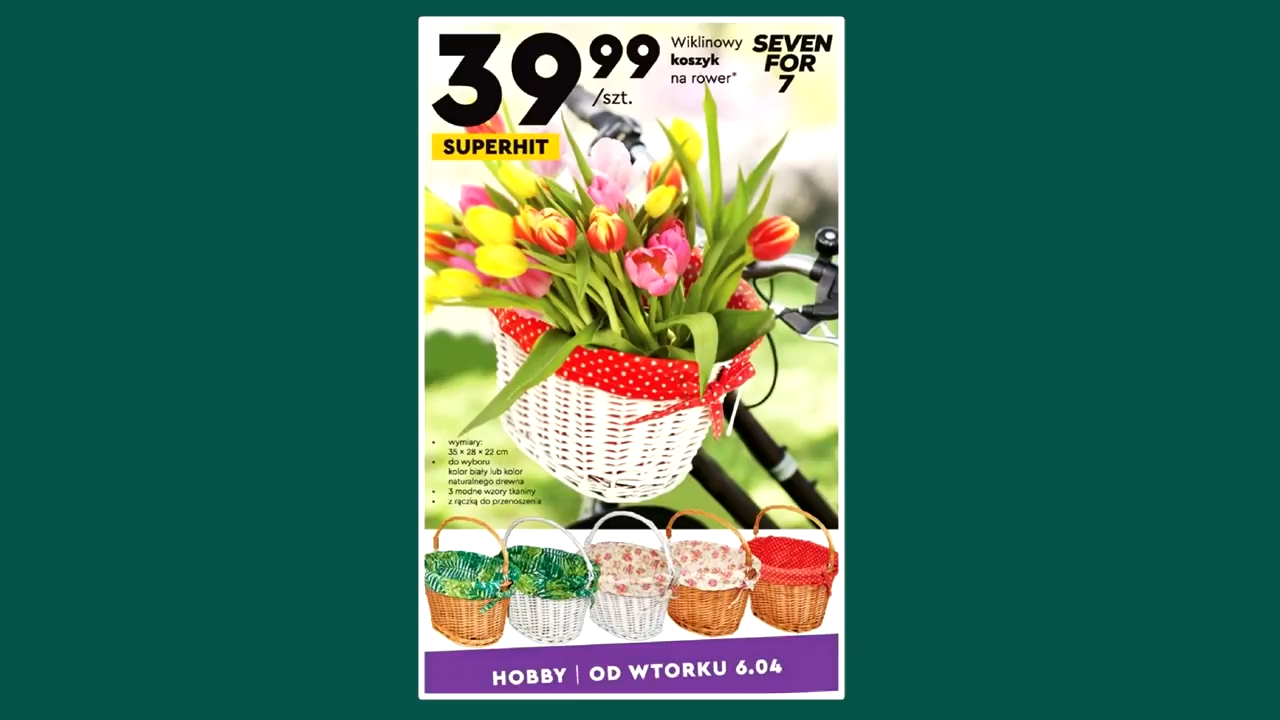 39 99
/szt.
SUPERHIT
Wiklinowy
koszyk
na rower*
SEVEN
FOR
7
• wymiary:
35 × 28 × 22 cm
• do wyboru
kolor biały lub kolor
naturalnego drewna
• 3 modne wzory tkaniny
• z rączką do przenoszenia
HOBBY | OD WTORKU 6.04